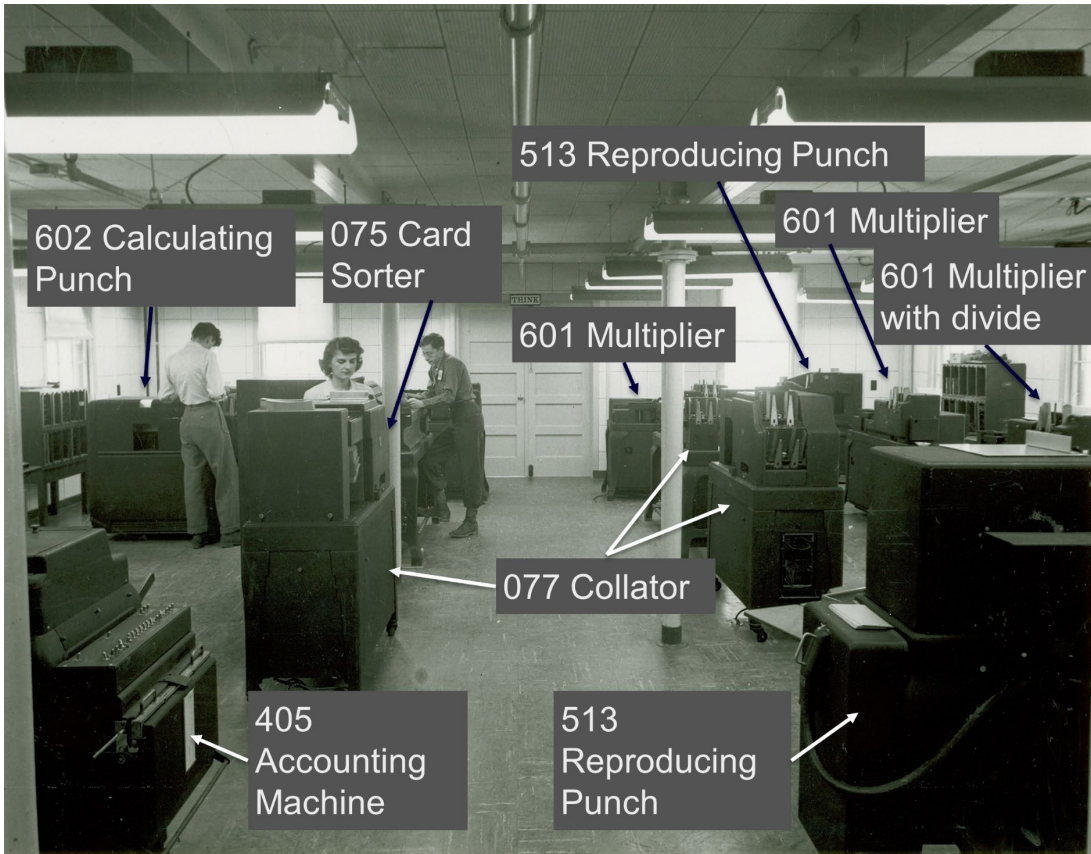 513 Reproducing Punch
601 Multiplier
602 Calculating
Punch
075 Card
Sorter
601 Multiplier
with divide
THINK
601 Multiplier
077 Collator
405
Accounting
Machine
513
Reproducing
Punch